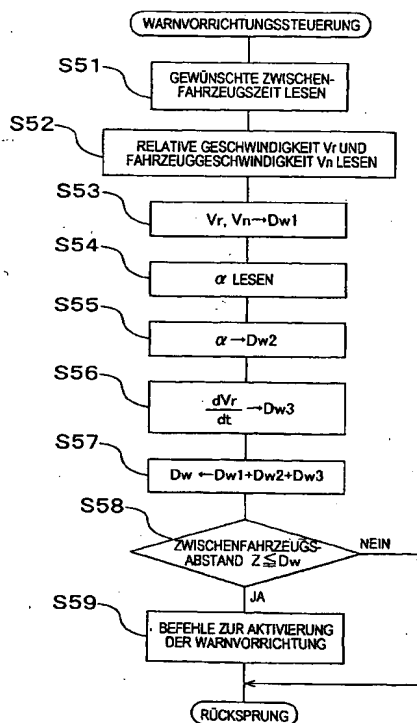 WARNVORRICHTUNGSSTEUERUNG
S51
GEWÜNSCHTE ZWISCHEN-
FAHRZEUGSZEIT LESEN
S52
RELATIVE GESCHWINDIGKEIT Vr UND
FAHRZEUGGESCHWINDIGKEIT Vn LESEN
S53
Vr, Vn→Dw1
S54
α LESEN
S55
α→Dw2
S56
dVr
dt
→Dw3
S57
Dw ←Dw1+Dw2+Dw3
S58
ZWISCHENFAHRZEUGS-
ABSTAND Z≦Dw
NEIN
JA
S59
BEFEHLE ZUR AKTIVIERUNG
DER WARNVORRICHTUNG
RÜCKSPRUNG